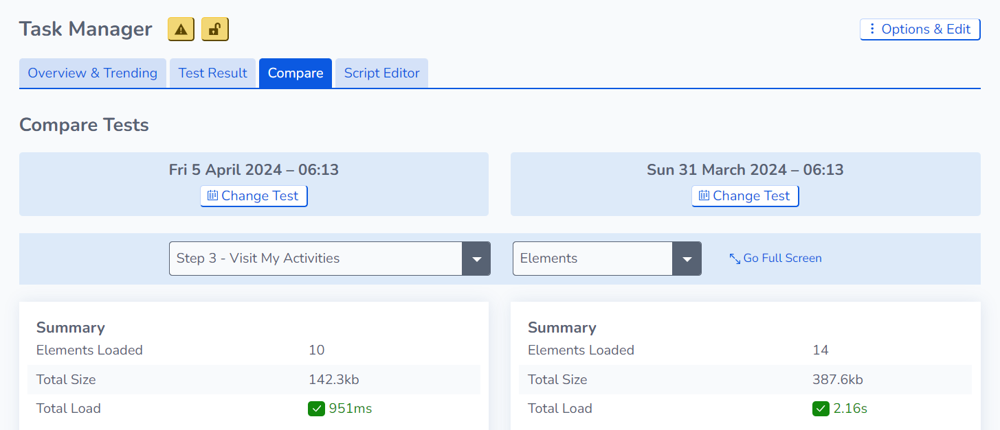 Task Manager
Options & Edit
Overview & Trending
Test Result
Compare
Script Editor
Compare Tests
Fri 5 April 2024 – 06:13
Change Test
Sun 31 March 2024 – 06:13
Change Test
Step 3 - Visit My Activities
Elements
Go Full Screen
Summary
Elements Loaded 10
Total Size 142.3kb
Total Load 951ms
Summary
Elements Loaded 14
Total Size 387.6kb
Total Load 2.16s